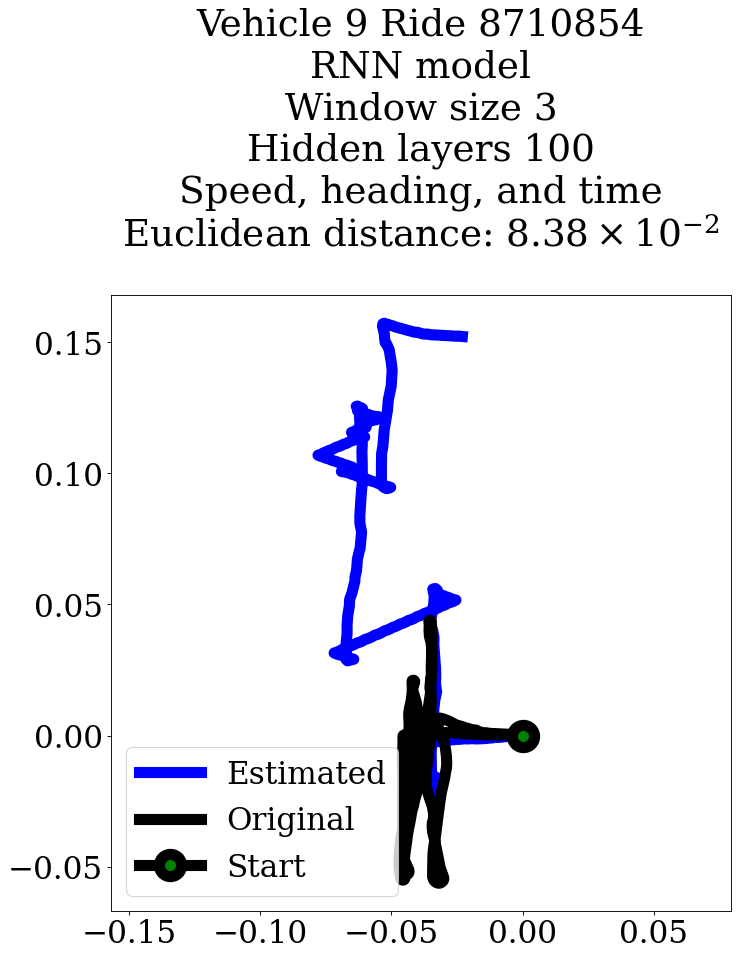 Vehicle 9 Ride 8710854
RNN model
Window size 3
Hidden layers 100
Speed, heading, and time
Euclidean distance: 8.38 × 10⁻²
0.15
0.10
0.05
0.00
−0.05
Estimated
Original
Start
−0.15 −0.10 −0.05 0.00 0.05